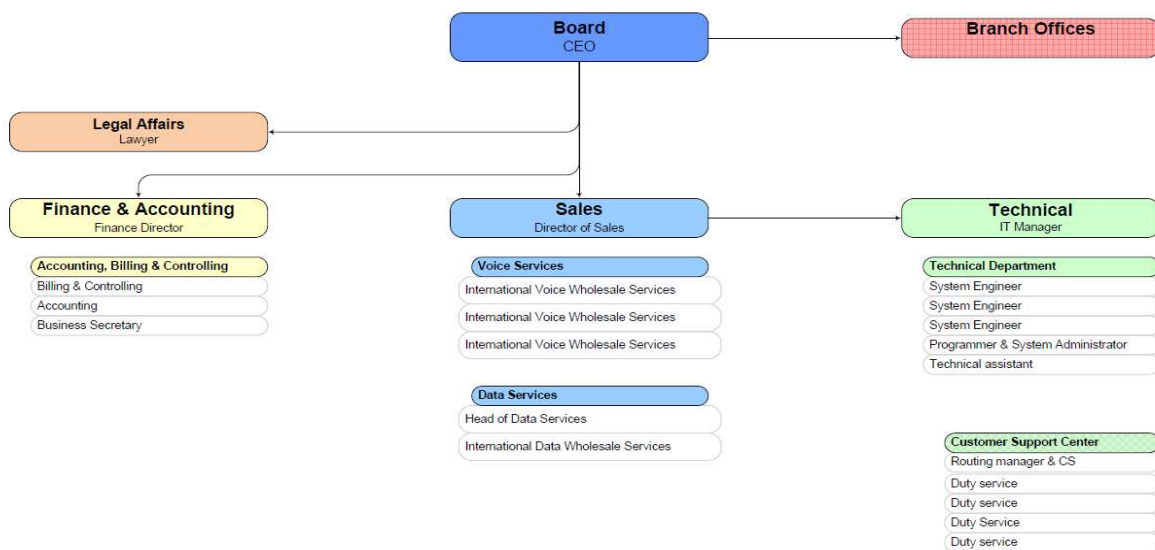 Board
CEO
Branch Offices
Legal Affairs
Lawyer
Finance & Accounting
Finance Director
Sales
Director of Sales
Technical
IT Manager
Accounting, Billing & Controlling
Billing & Controlling
Accounting
Business Secretary
Voice Services
International Voice Wholesale Services
International Voice Wholesale Services
International Voice Wholesale Services
Data Services
Head of Data Services
International Data Wholesale Services
Technical Department
System Engineer
System Engineer
System Engineer
Programmer & System Administrator
Technical assistant
Customer Support Center
Routing manager & CS
Duty service
Duty service
Duty Service
Duty service